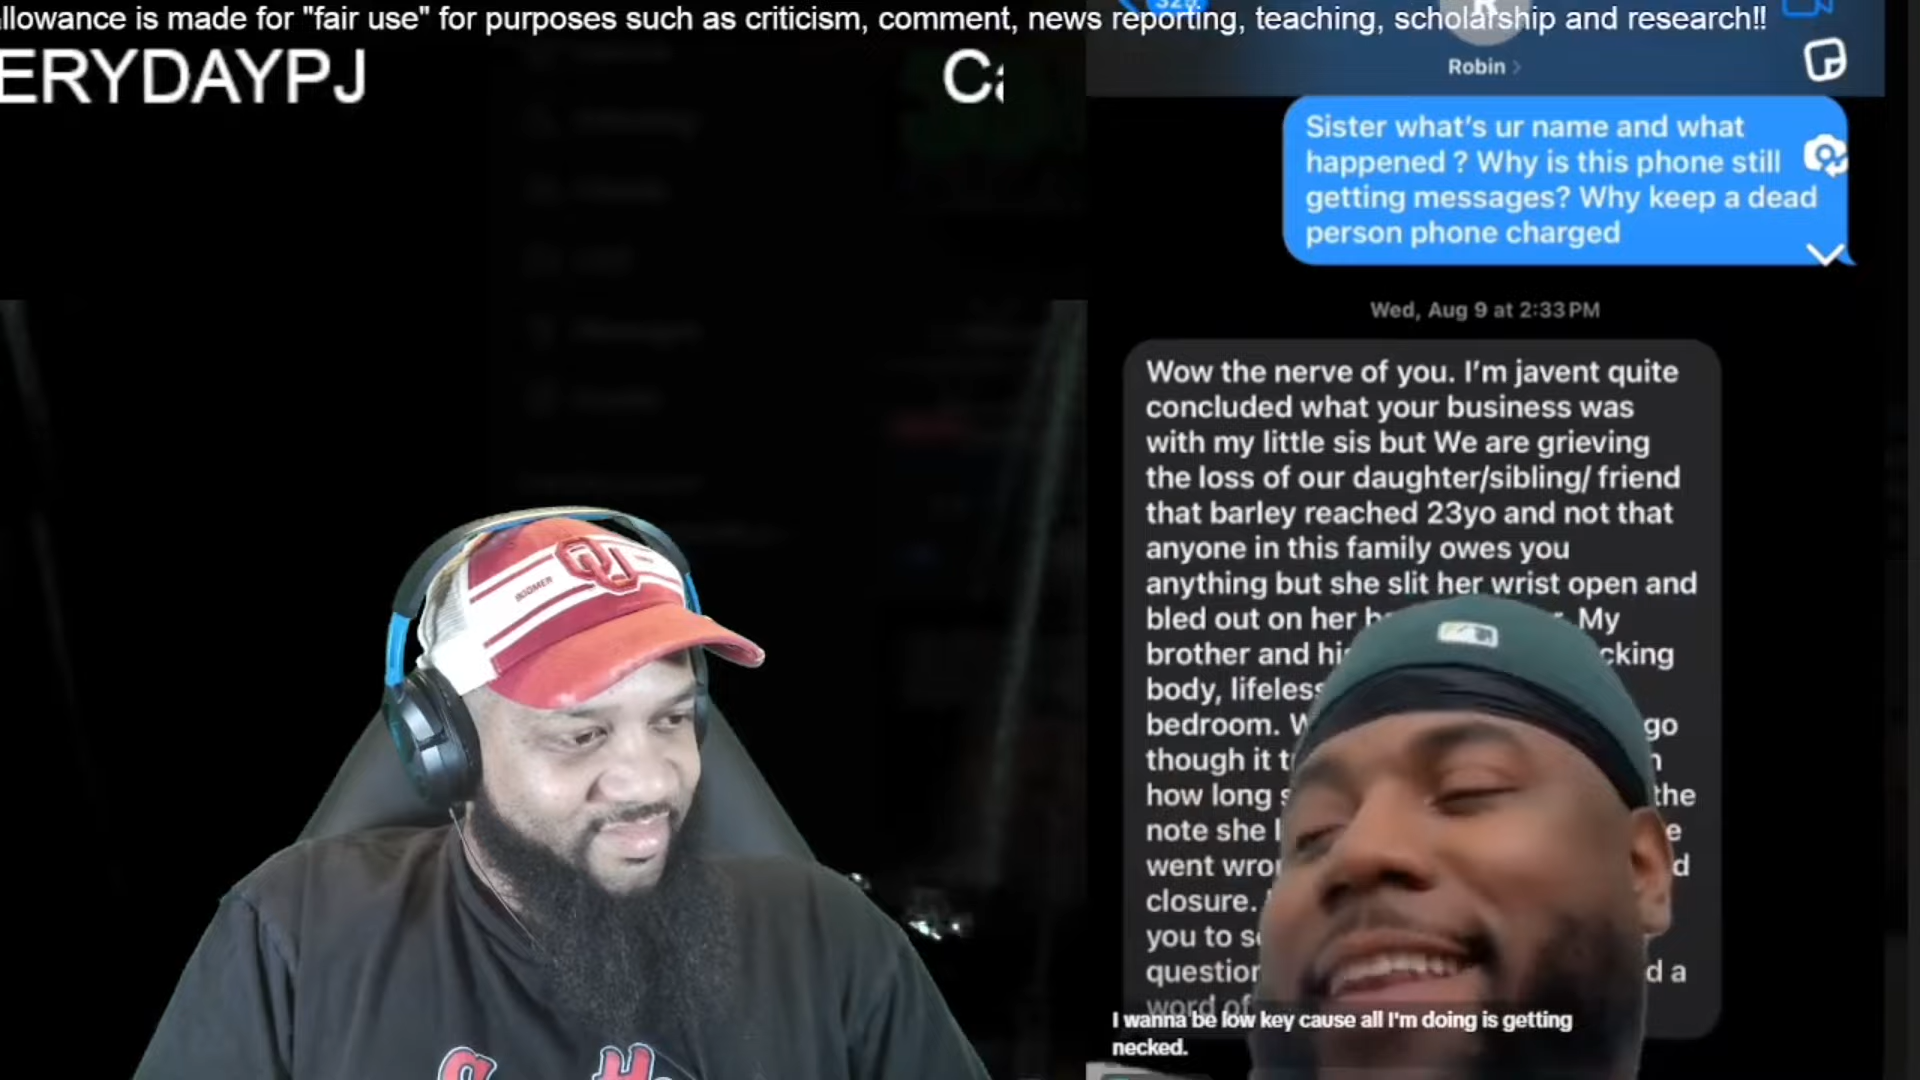 llowance is made for "fair use" for purposes such as criticism, comment, news reporting, teaching, scholarship and research!!
ERYDAYPJ
Ca
325
R
Robin
Sister what's ur name and what
happened ? Why is this phone still
getting messages? Why keep a dead
person phone charged
Wed, Aug 9 at 2:33 PM
Wow the nerve of you. I'm javent quite
concluded what your business was
with my little sis but We are grieving
the loss of our daughter/sibling/ friend
that barley reached 23yo and not that
anyone in this family owes you
anything but she slit her wrist open and
bled out on her My
brother and cking
body, lifeless
bedroom. go
though it
how long the
note she
went
closure.
you to
question d a
word of
I wanna be low key cause all I'm doing is getting
necked.
OU
BOOMER